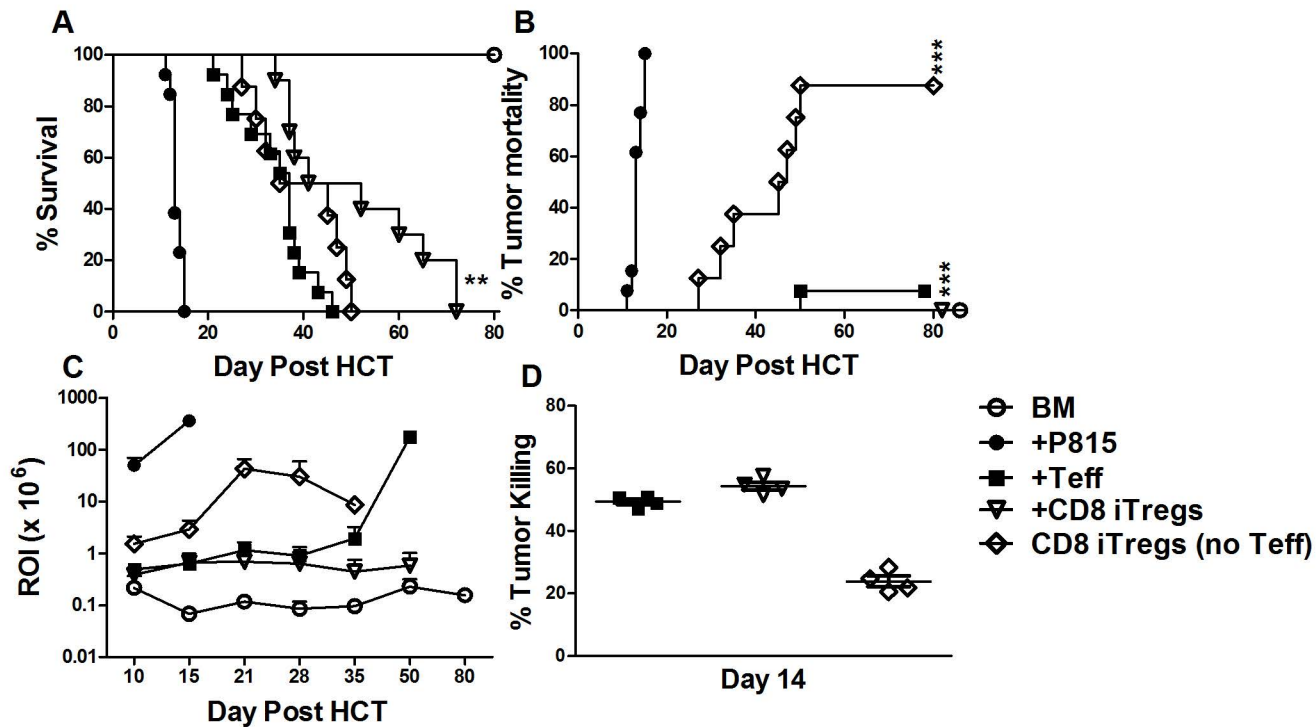 A
% Survival
100
80
60
40
20
0
0 20 40 60 80
Day Post HCT
**
B
% Tumor mortality
100
80
60
40
20
0
0 20 40 60 80
Day Post HCT
***
***
C
ROI (x 10^6)
1000
100
10
1
0.1
0.01
10 15 21 28 35 50 80
Day Post HCT
D
% Tumor Killing
80
60
40
20
0
Day 14
BM
+P815
+Teff
+CD8 iTregs
CD8 iTregs (no Teff)